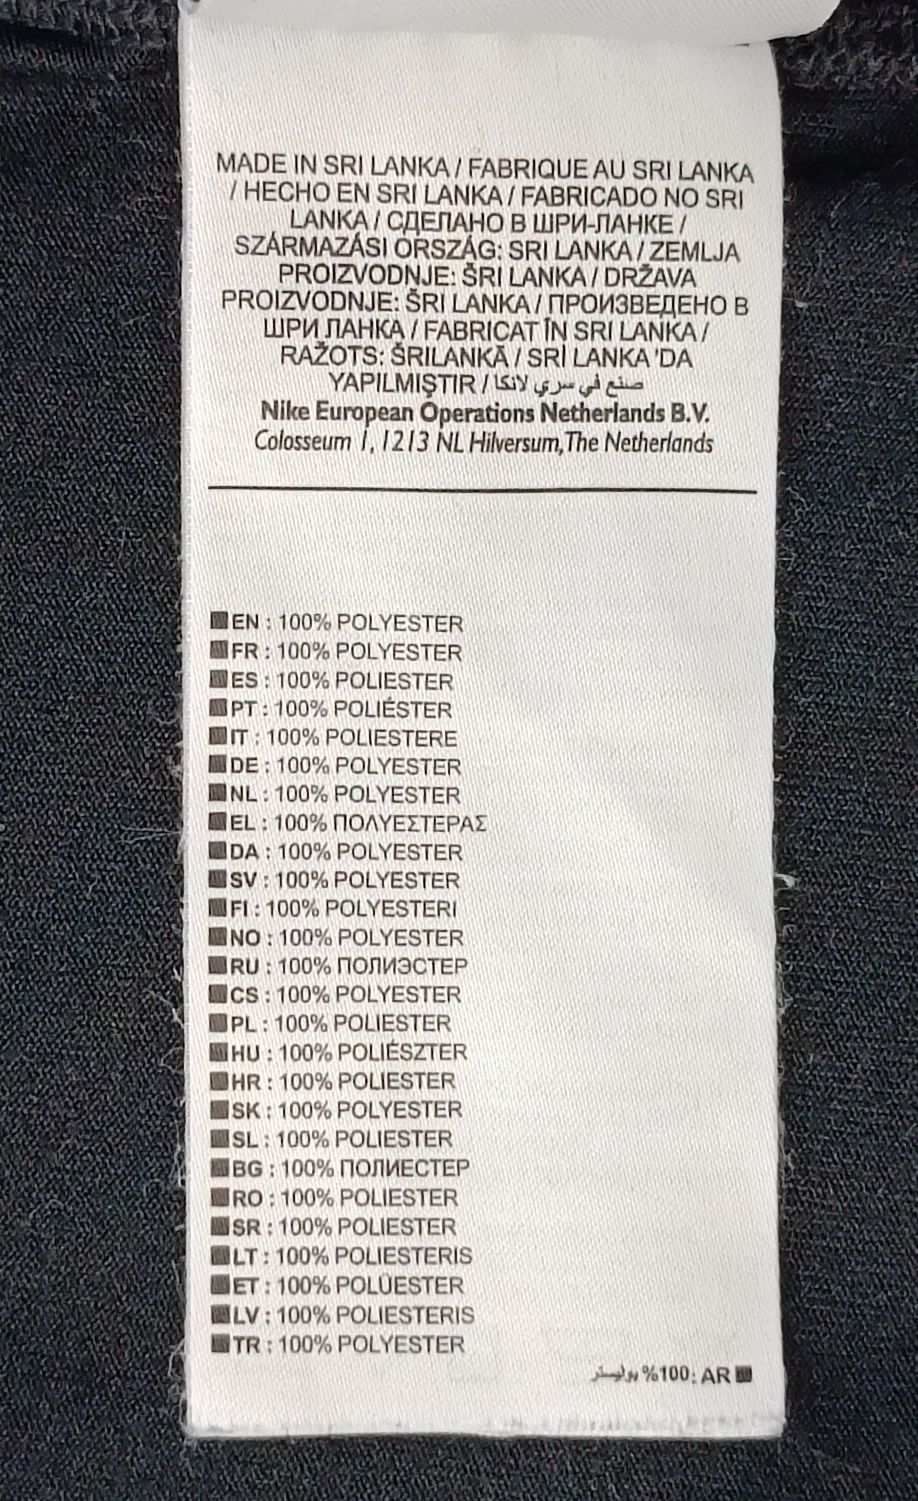 MADE IN SRI LANKA / FABRIQUE AU SRI LANKA
/ HECHO EN SRI LANKA / FABRICADO NO SRI
LANKA / СДЕЛАНО В ШРИ-ЛАНКЕ /
SZÁRMAZÁSI ORSZÁG: SRI LANKA / ZEMLJA
PROIZVODNJE: ŠRI LANKA / DRŽAVA
PROIZVODNJE: ŠRI LANKA / ПРОИЗВЕДЕНО В
ШРИ ЛАНКА / FABRICAT ÎN SRI LANKA /
RAŽOTS: ŠRILANKĀ / SRİ LANKA 'DA
YAPILMIŞTIR / صنع في سري لانكا
Nike European Operations Netherlands B.V.
Colosseum 1, 1213 NL Hilversum, The Netherlands
EN : 100% POLYESTER
FR : 100% POLYESTER
ES : 100% POLIESTER
PT : 100% POLIÉSTER
IT : 100% POLIESTERE
DE : 100% POLYESTER
NL : 100% POLYESTER
EL : 100% ΠΟΛΥΕΣΤΕΡΑΣ
DA : 100% POLYESTER
SV : 100% POLYESTER
FI : 100% POLYESTERI
NO : 100% POLYESTER
RU : 100% ПОЛИЭСТЕР
CS : 100% POLYESTER
PL : 100% POLIESTER
HU : 100% POLIÉSZTER
HR : 100% POLIESTER
SK : 100% POLYESTER
SL : 100% POLIESTER
BG : 100% ПОЛИЕСТЕР
RO : 100% POLIESTER
SR : 100% POLIESTER
LT : 100% POLIESTERIS
ET : 100% POLÜESTER
LV : 100% POLIESTERIS
TR : 100% POLYESTER
AR :100% بوليستر